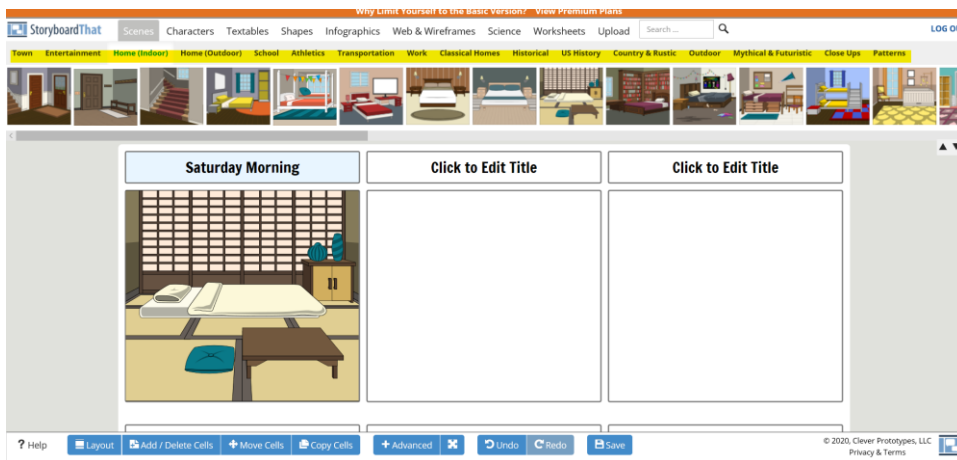 Why Limit Yourself to the Basic Version? View Premium Plans
StoryboardThat Scenes Characters Textables Shapes Infographics Web & Wireframes Science Worksheets Upload Search ... LOG OU
Town Entertainment Home (Indoor) Home (Outdoor) School Athletics Transportation Work Classical Homes Historical US History Country & Rustic Outdoor Mythical & Futuristic Close Ups Patterns
Saturday Morning Click to Edit Title Click to Edit Title
? Help Layout Add / Delete Cells Move Cells Copy Cells + Advanced Undo Redo Save © 2020, Clever Prototypes, LLC
Privacy & Terms